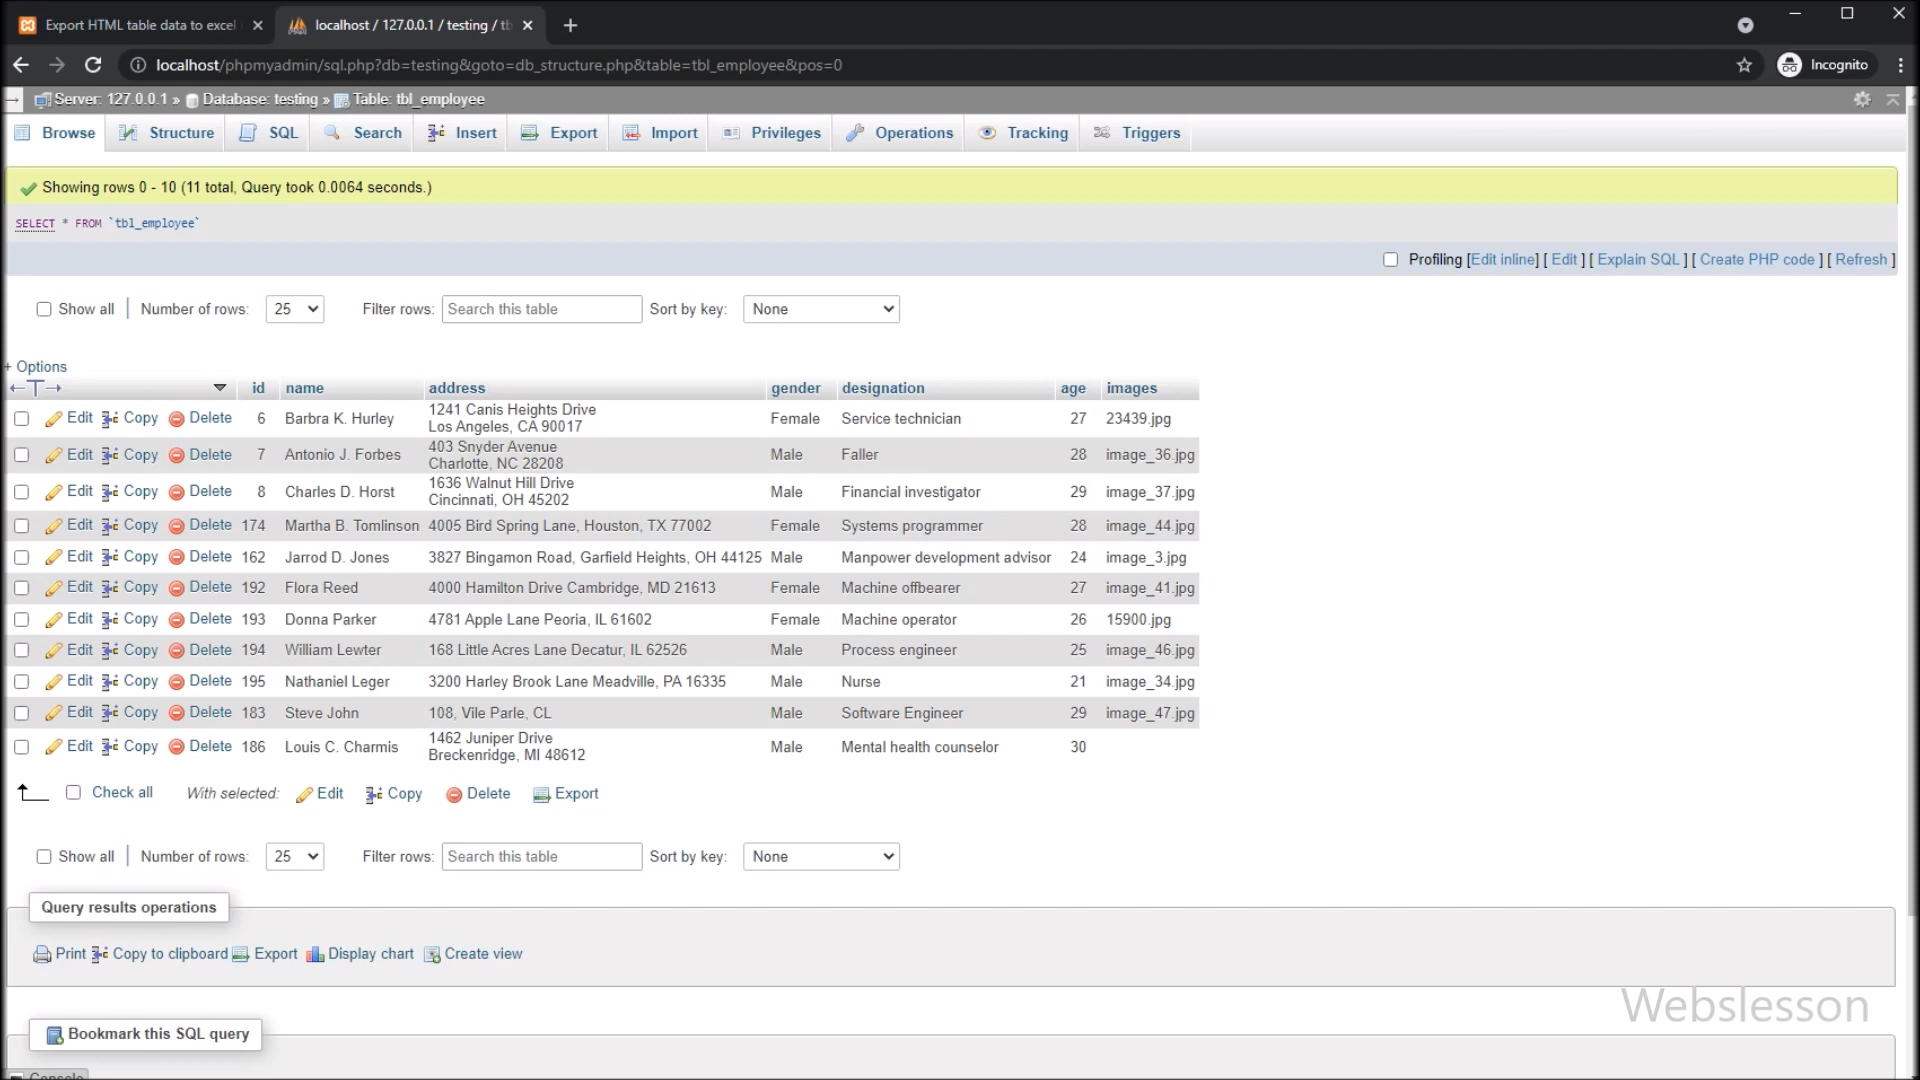 Export HTML table data to excel
localhost / 127.0.0.1 / testing / tb
localhost/phpmyadmin/sql.php?db=testing&goto=db_structure.php&table=tbl_employee&pos=0
Incognito
Server: 127.0.0.1 » Database: testing » Table: tbl_employee
Browse Structure SQL Search Insert Export Import Privileges Operations Tracking Triggers
Showing rows 0 - 10 (11 total, Query took 0.0064 seconds.)
SELECT * FROM `tbl_employee`
Profiling [Edit inline] [ Edit ] [ Explain SQL ] [ Create PHP code ] [ Refresh ]
Show all | Number of rows: 25 Filter rows: Search this table Sort by key: None
+ Options
id name address gender designation age images
Edit Copy Delete 6 Barbra K. Hurley 1241 Canis Heights Drive Female Service technician 27 23439.jpg
Los Angeles, CA 90017
Edit Copy Delete 7 Antonio J. Forbes 403 Snyder Avenue Male Faller 28 image_36.jpg
Charlotte, NC 28208
Edit Copy Delete 8 Charles D. Horst 1636 Walnut Hill Drive Male Financial investigator 29 image_37.jpg
Cincinnati, OH 45202
Edit Copy Delete 174 Martha B. Tomlinson 4005 Bird Spring Lane, Houston, TX 77002 Female Systems programmer 28 image_44.jpg
Edit Copy Delete 162 Jarrod D. Jones 3827 Bingamon Road, Garfield Heights, OH 44125 Male Manpower development advisor 24 image_3.jpg
Edit Copy Delete 192 Flora Reed 4000 Hamilton Drive Cambridge, MD 21613 Female Machine offbearer 27 image_41.jpg
Edit Copy Delete 193 Donna Parker 4781 Apple Lane Peoria, IL 61602 Female Machine operator 26 15900.jpg
Edit Copy Delete 194 William Lewter 168 Little Acres Lane Decatur, IL 62526 Male Process engineer 25 image_46.jpg
Edit Copy Delete 195 Nathaniel Leger 3200 Harley Brook Lane Meadville, PA 16335 Male Nurse 21 image_34.jpg
Edit Copy Delete 183 Steve John 108, Vile Parle, CL Male Software Engineer 29 image_47.jpg
Edit Copy Delete 186 Louis C. Charmis 1462 Juniper Drive Male Mental health counselor 30
Breckenridge, MI 48612
Check all With selected: Edit Copy Delete Export
Show all | Number of rows: 25 Filter rows: Search this table Sort by key: None
Query results operations
Print Copy to clipboard Export Display chart Create view
Webslesson
Bookmark this SQL query
Console